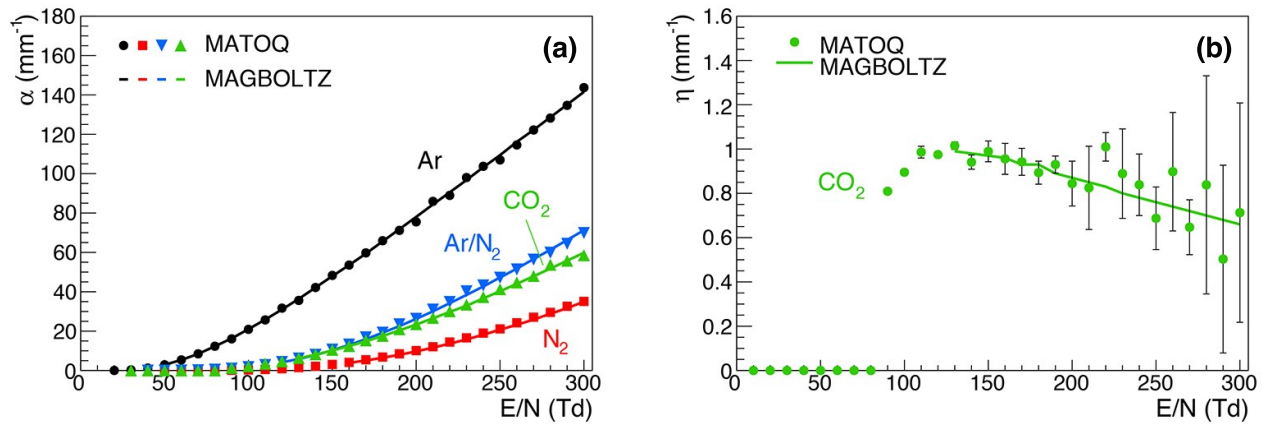 α (mm⁻¹)
180
160
140
120
100
80
60
40
20
0
MATOQ
MAGBOLTZ
(a)
Ar
CO₂
Ar/N₂
N₂
0 50 100 150 200 250 300
E/N (Td)
η (mm⁻¹)
1.6
1.4
1.2
1
0.8
0.6
0.4
0.2
0
MATOQ
MAGBOLTZ
(b)
CO₂
0 50 100 150 200 250 300
E/N (Td)